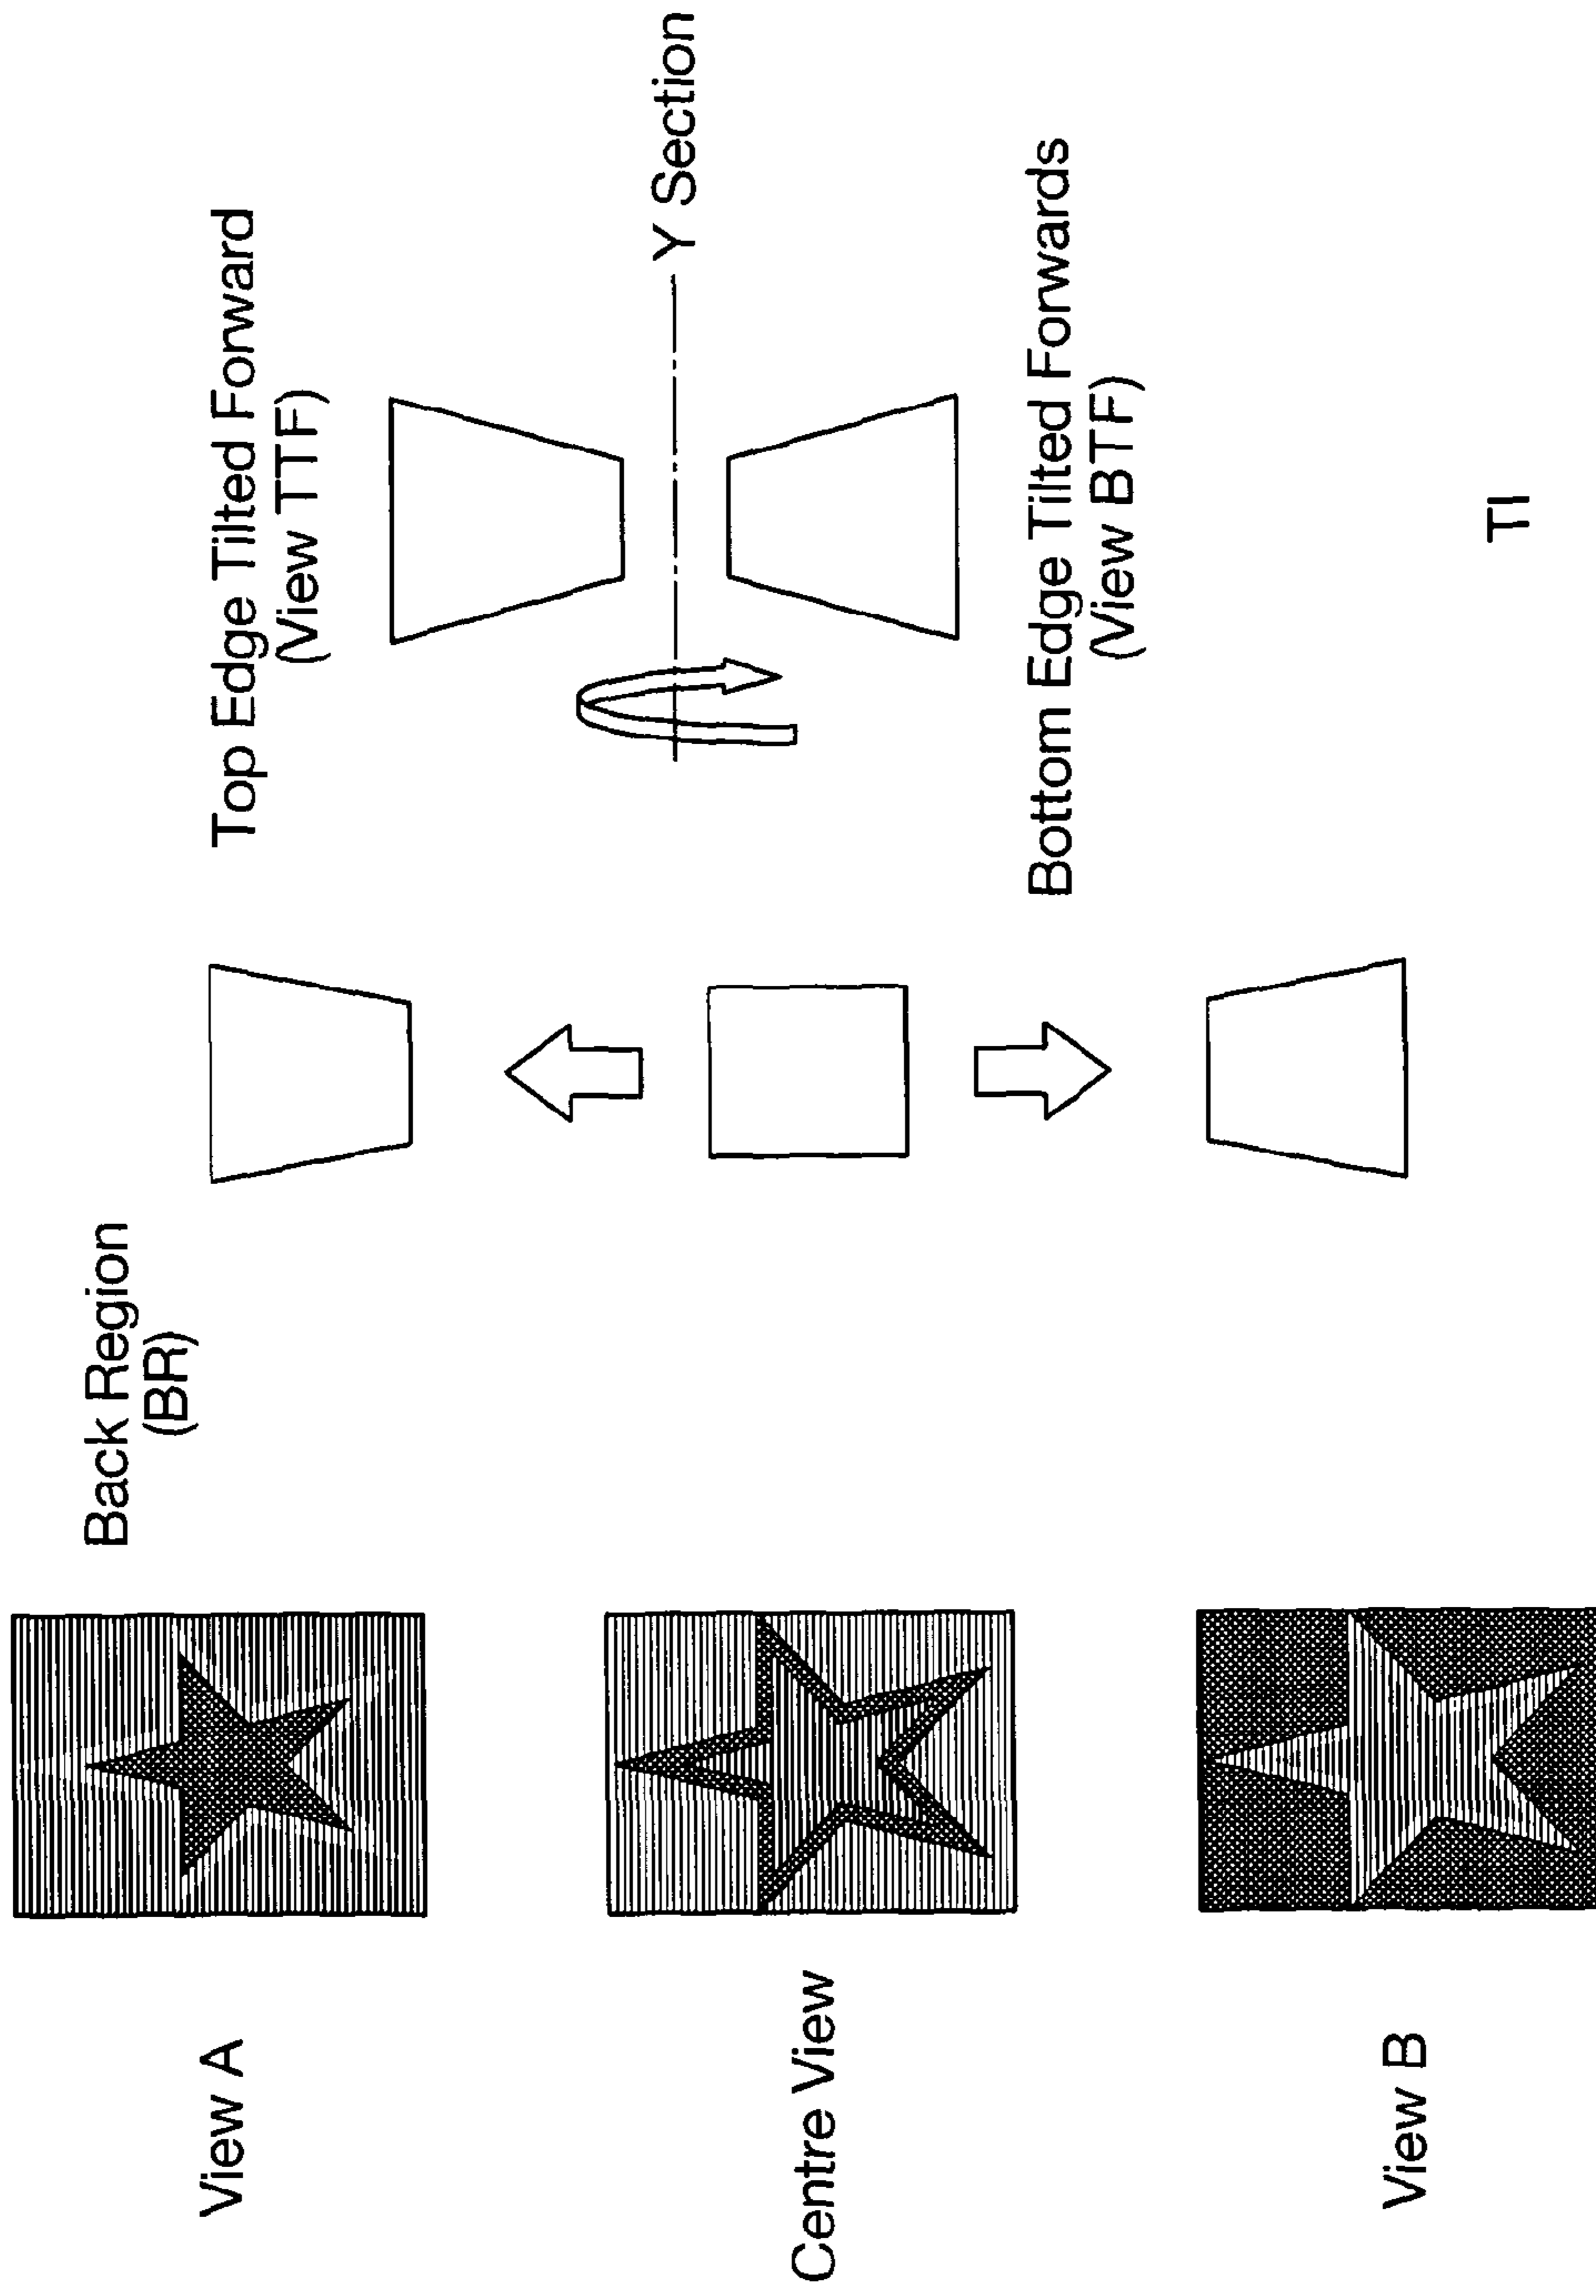 Back Region
(BR)
View A
Top Edge Tilted Forward
(View TTF)
Y Section
Centre View
Bottom Edge Tilted Forwards
(View BTF)
View B
TI